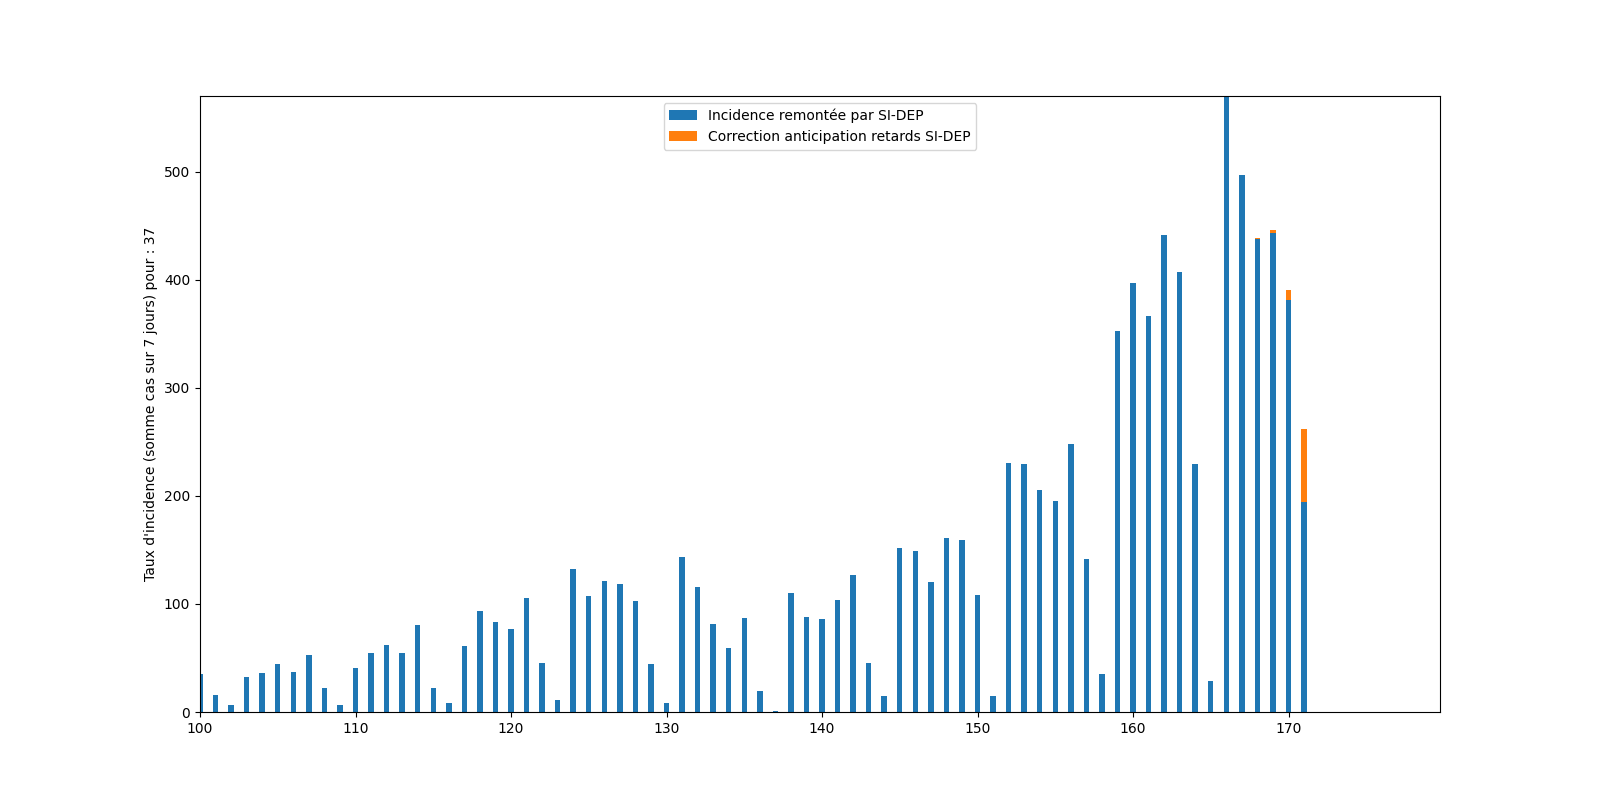 Incidence remontée par SI-DEP
Correction anticipation retards SI-DEP
Taux d'incidence (somme cas sur 7 jours) pour : 37
500
400
300
200
100
0
100 110 120 130 140 150 160 170